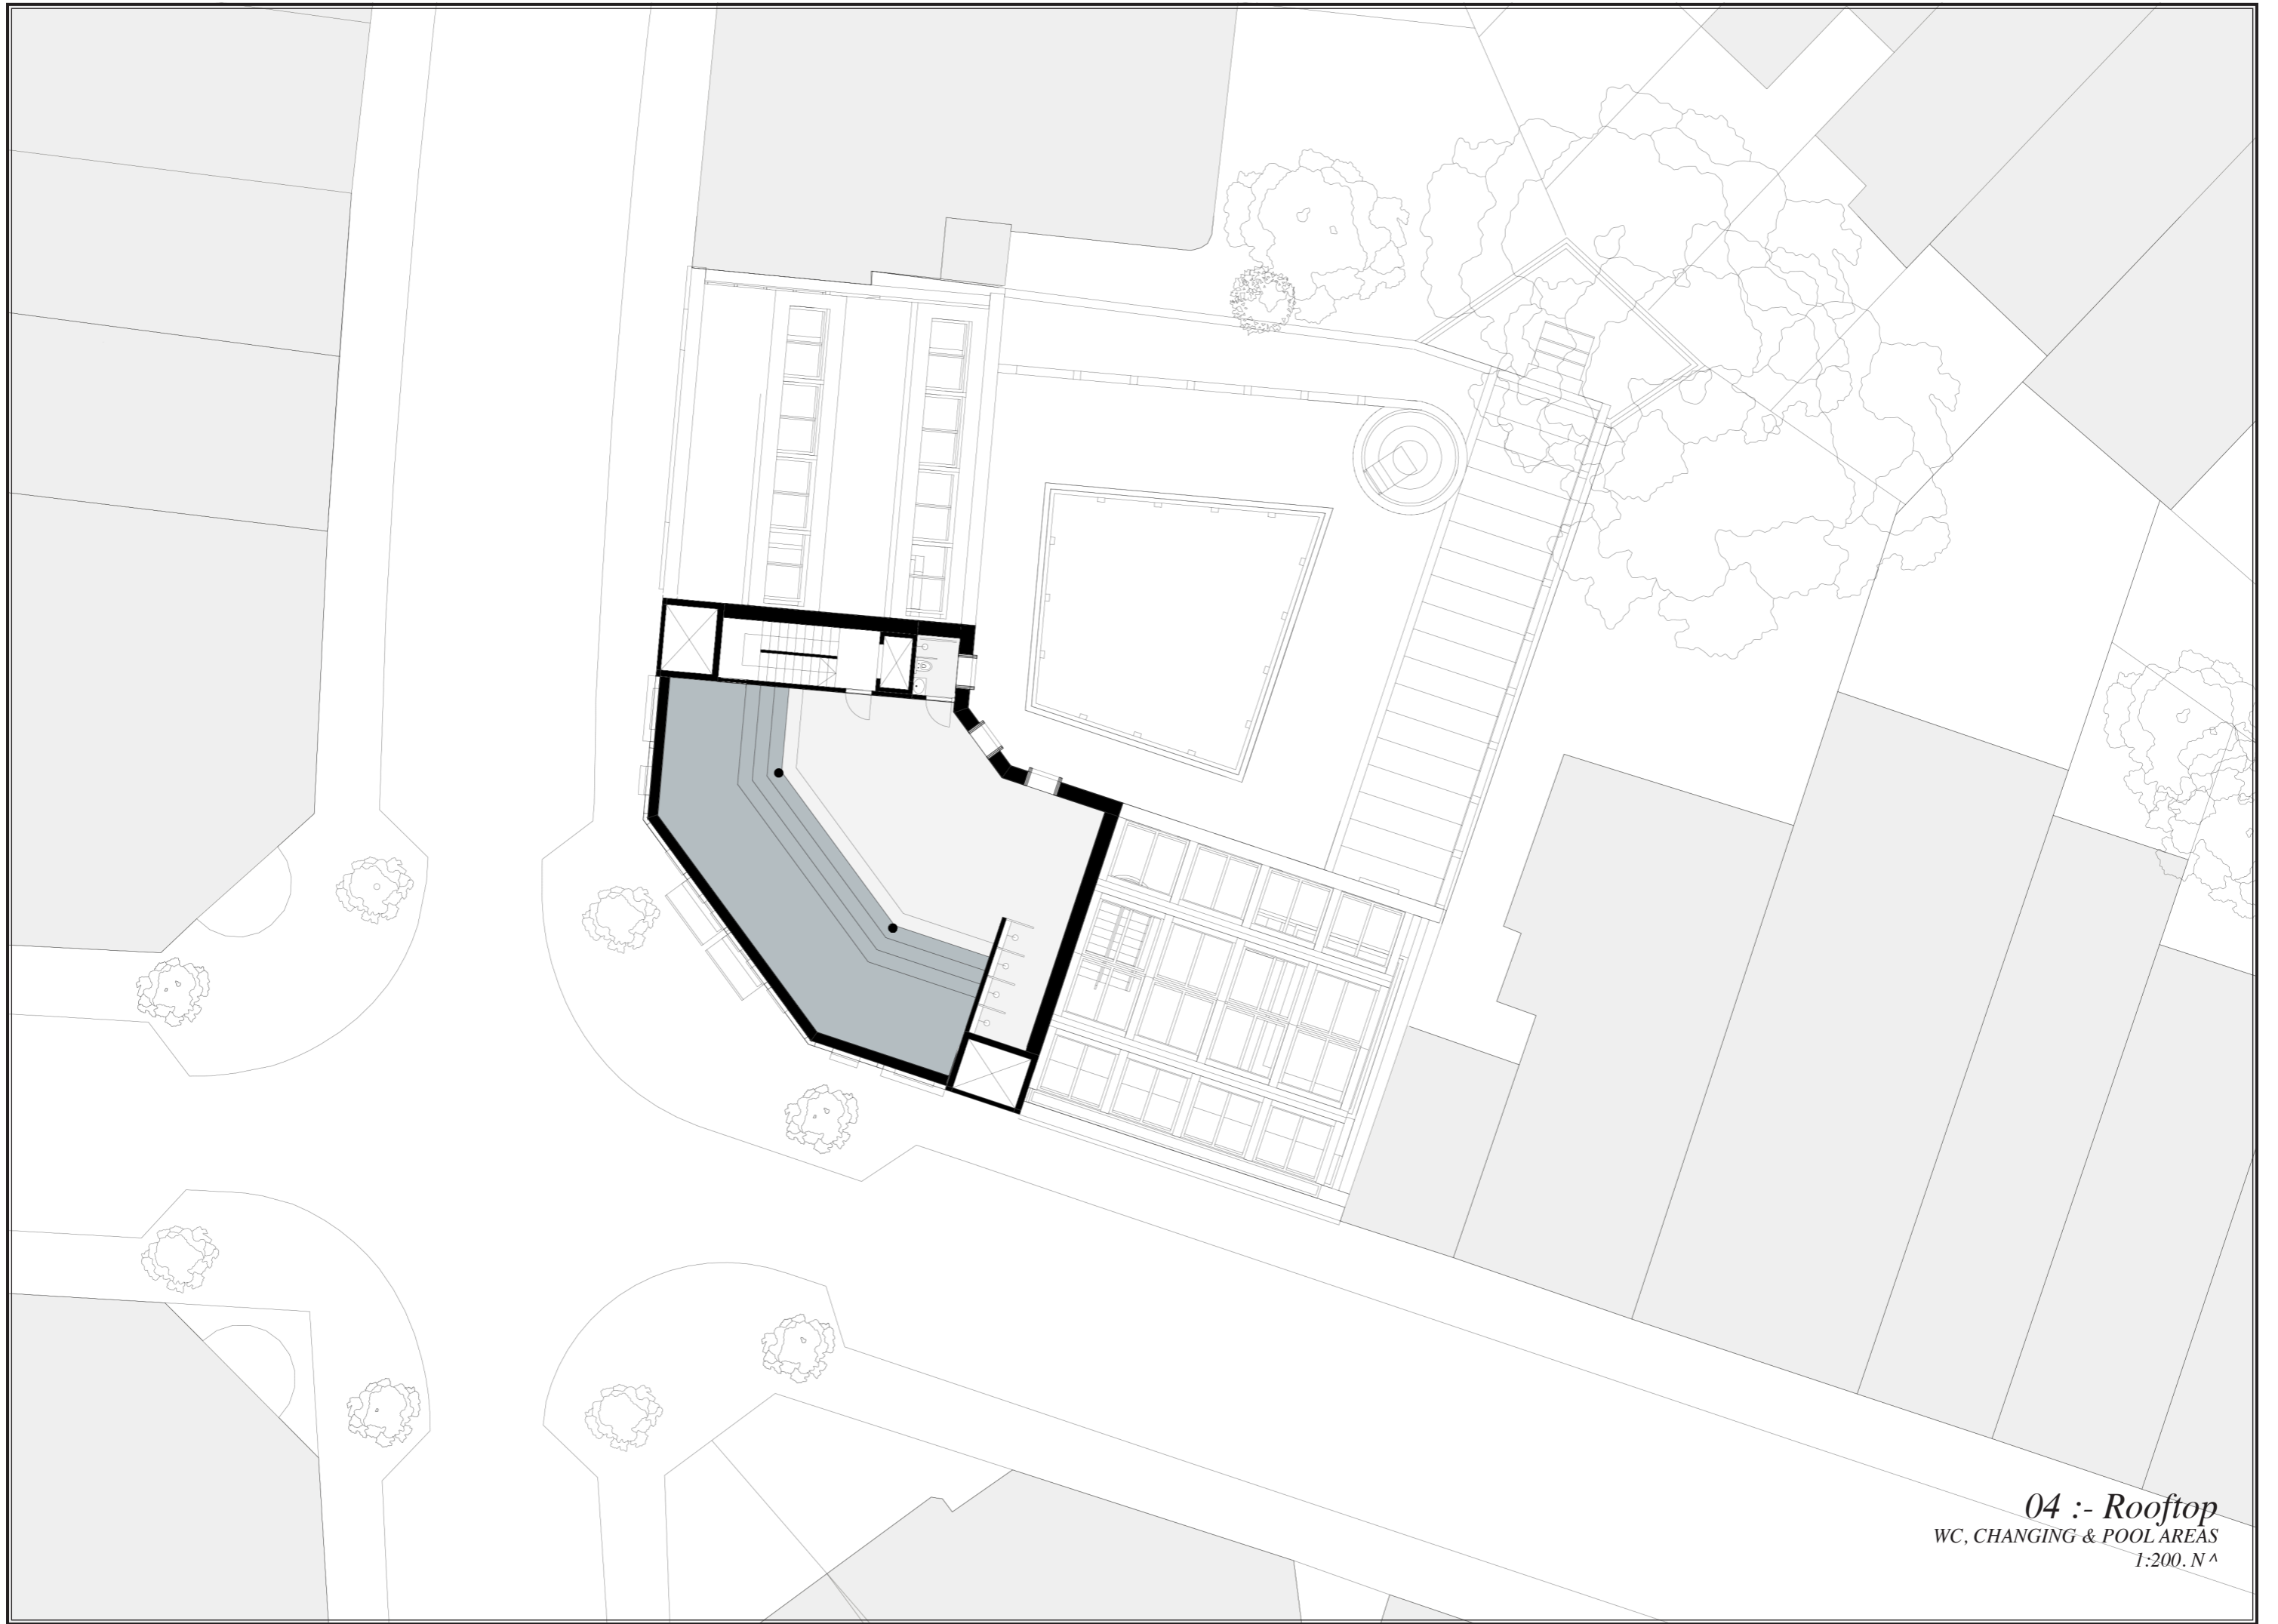 04 :- Rooftop
WC, CHANGING & POOL AREAS
1:200. N ^